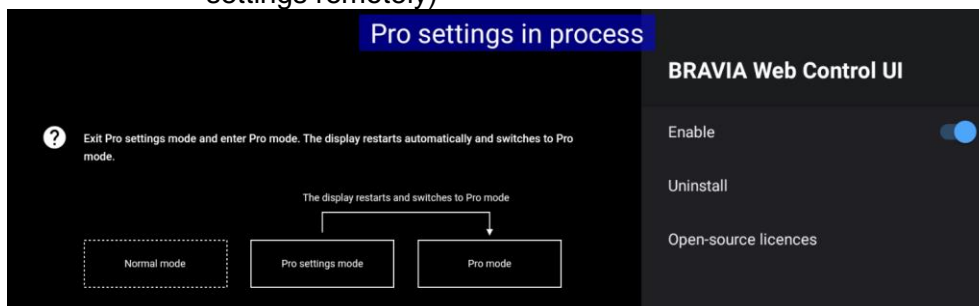 settings remotely)
Pro settings in process
BRAVIA Web Control UI
Exit Pro settings mode and enter Pro mode. The display restarts automatically and switches to Pro
mode.
Enable
The display restarts and switches to Pro mode
Uninstall
Normal mode
Pro settings mode
Pro mode
Open-source licences